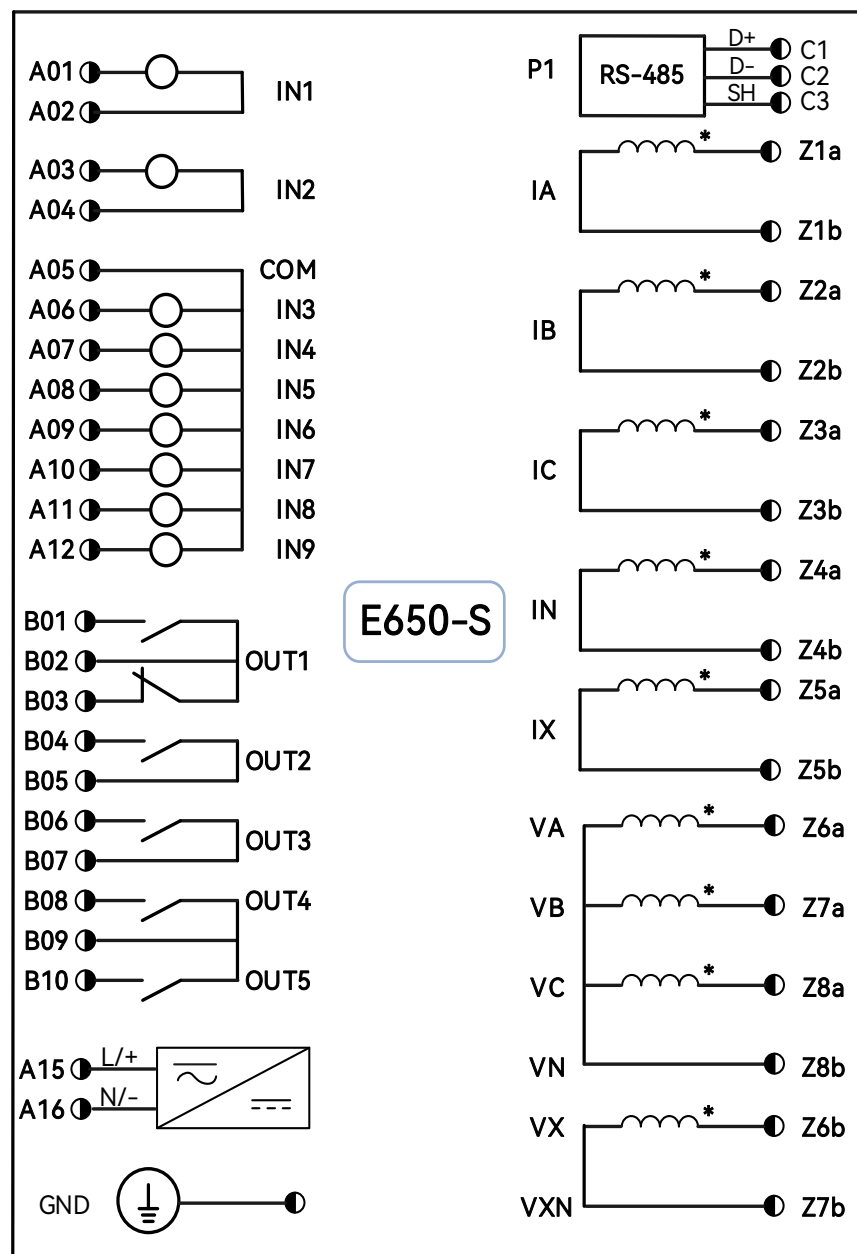 A01
A02
IN1
A03
A04
IN2
A05 COM
A06 IN3
A07 IN4
A08 IN5
A09 IN6
A10 IN7
A11 IN8
A12 IN9
B01
B02 OUT1
B03
B04
B05
OUT2
B06
B07
OUT3
B08 OUT4
B09
B10 OUT5
A15 L/+
A16 N/-
GND
E650-S
P1 RS-485
D+ C1
D- C2
SH C3
IA
* Z1a
Z1b
IB
* Z2a
Z2b
IC
* Z3a
Z3b
IN
* Z4a
Z4b
IX
* Z5a
Z5b
VA * Z6a
VB * Z7a
VC * Z8a
VN Z8b
VX * Z6b
VXN Z7b